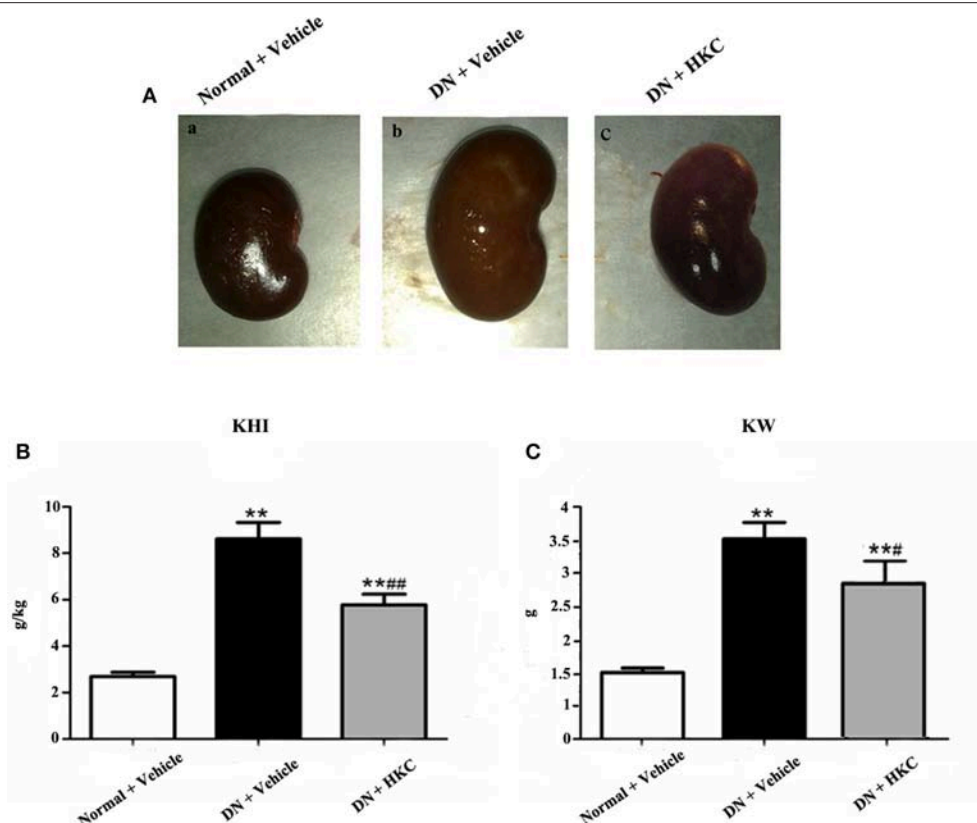 Normal + Vehicle
DN + Vehicle
DN + HKC
A
a
b
c
KHI
B
10
8
6
4
2
0
g/kg
**
**##
Normal + Vehicle
DN + Vehicle
DN + HKC
KW
C
4
3.5
3
2.5
2
1.5
1
0
g
**
**#
Normal + Vehicle
DN + Vehicle
DN + HKC